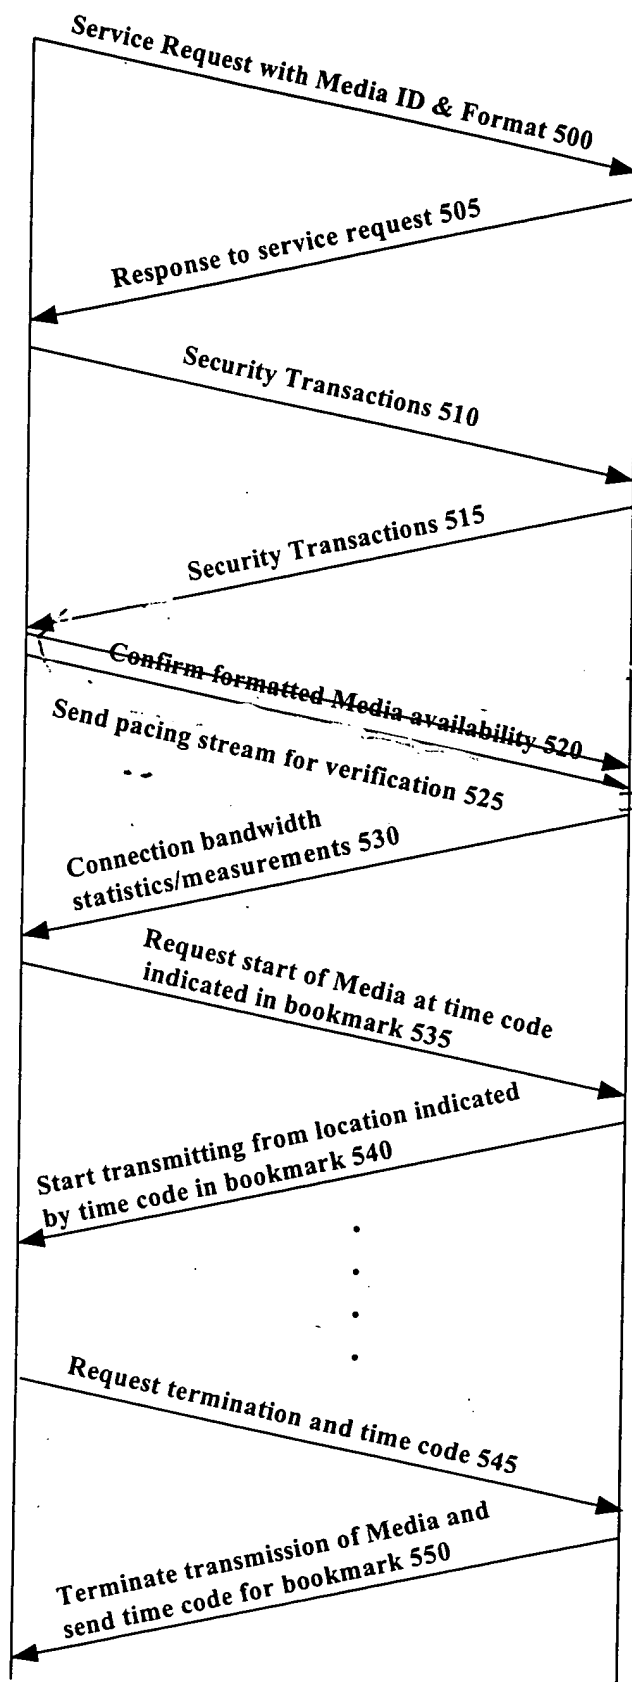 Service Request with Media ID & Format 500
Response to service request 505
Security Transactions 510
Security Transactions 515
Confirm formatted Media availability 520
Send pacing stream for verification 525
Connection bandwidth
statistics/measurements 530
Request start of Media at time code
indicated in bookmark 535
Start transmitting from location indicated
by time code in bookmark 540
Request termination and time code 545
Terminate transmission of Media and
send time code for bookmark 550